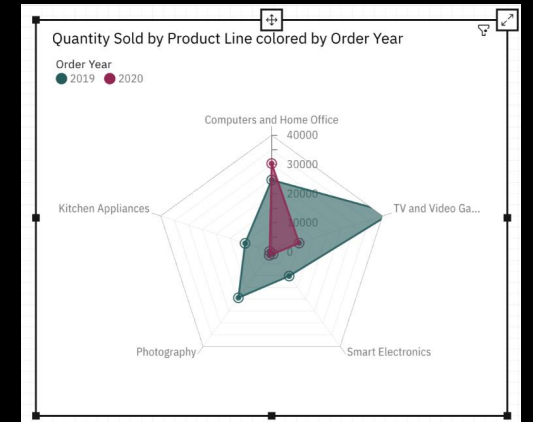 Quantity Sold by Product Line colored by Order Year
Order Year
2019 2020
Computers and Home Office
40000
30000
20000
Kitchen Appliances
TV and Video Ga...
10000
0
Photography
Smart Electronics